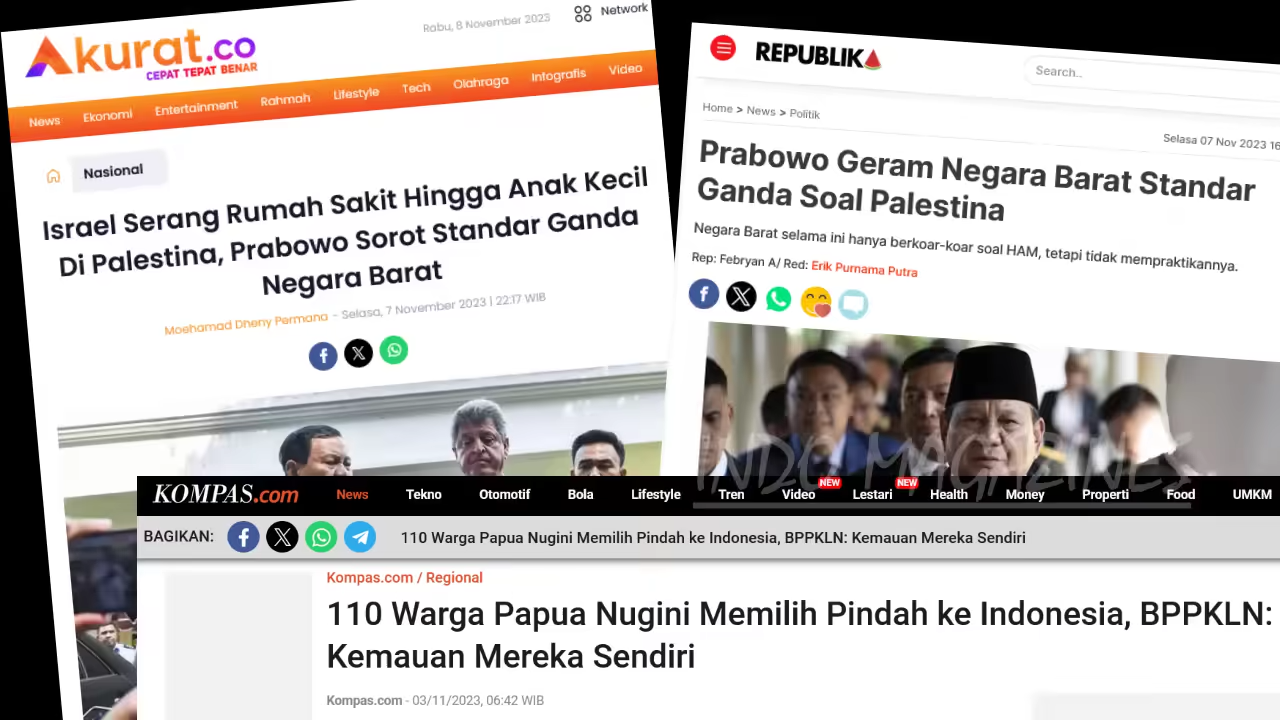 Akurat.co
CEPAT TEPAT BENAR
Rabu, 8 November 2023
Network
News Ekonomi Entertainment Rahmah Lifestyle Tech Olahraga Infografis Video
Nasional
Israel Serang Rumah Sakit Hingga Anak Kecil
Di Palestina, Prabowo Sorot Standar Ganda
Negara Barat
Moehamad Dheny Permana - Selasa, 7 November 2023 | 22:17 WIB
REPUBLIKA
Search..
Home > News > Politik
Selasa 07 Nov 2023 16
Prabowo Geram Negara Barat Standar
Ganda Soal Palestina
Negara Barat selama ini hanya berkoar-koar soal HAM, tetapi tidak mempraktikannya.
Rep: Febryan A/ Red: Erik Purnama Putra
INDO MAGAZINES
KOMPAS.com News Tekno Otomotif Bola Lifestyle Tren Video NEW Lestari NEW Health Money Properti Food UMKM
BAGIKAN: 110 Warga Papua Nugini Memilih Pindah ke Indonesia, BPPKLN: Kemauan Mereka Sendiri
Kompas.com / Regional
110 Warga Papua Nugini Memilih Pindah ke Indonesia, BPPKLN:
Kemauan Mereka Sendiri
Kompas.com - 03/11/2023, 06:42 WIB